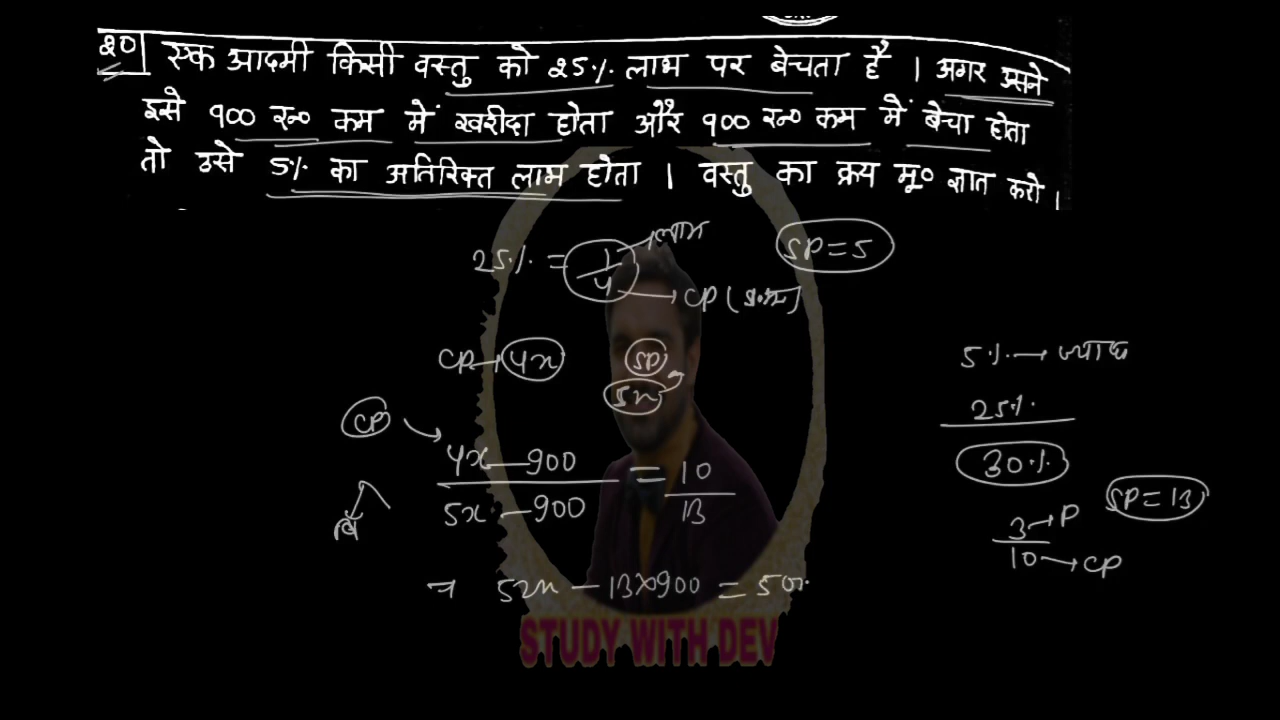 20 एक आदमी किसी वस्तु को 25% लाभ पर बेचता है । अगर उसने
इसे 900 रु० कम में खरीदा होता और 900 रु० कम में बेचा होता
तो उसे 5% का अतिरिक्त लाभ होता । वस्तु का क्रय मू० ज्ञात करो ।
25% = 1/4 → लाभ
→ CP
SP = 5
CP → 4x SP
5x
5% → ज्यादा
25%
30%
CP
4x - 900 / 5x - 900 = 10/13
SP = 13
3 → P
10 → CP
⇒ 52x - 13×900 = 50x
STUDY WITH DEV